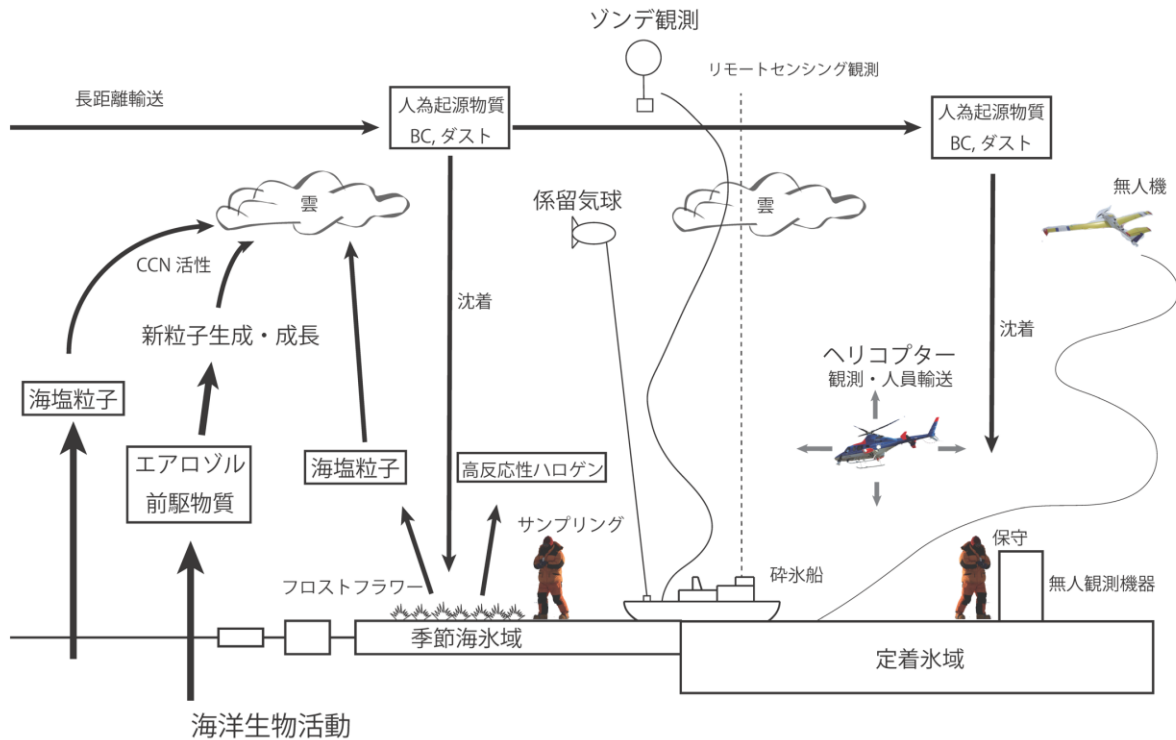 ゾンデ観測
リモートセンシング観測
長距離輸送
人為起源物質
BC, ダスト
人為起源物質
BC, ダスト
無人機
雲
係留気球
雲
CCN 活性
沈着
新粒子生成・成長
沈着
ヘリコプター
観測・人員輸送
海塩粒子
エアロゾル
前駆物質
海塩粒子
高反応性ハロゲン
サンプリング
保守
フロストフラワー
砕氷船
無人観測機器
季節海氷域
定着氷域
海洋生物活動